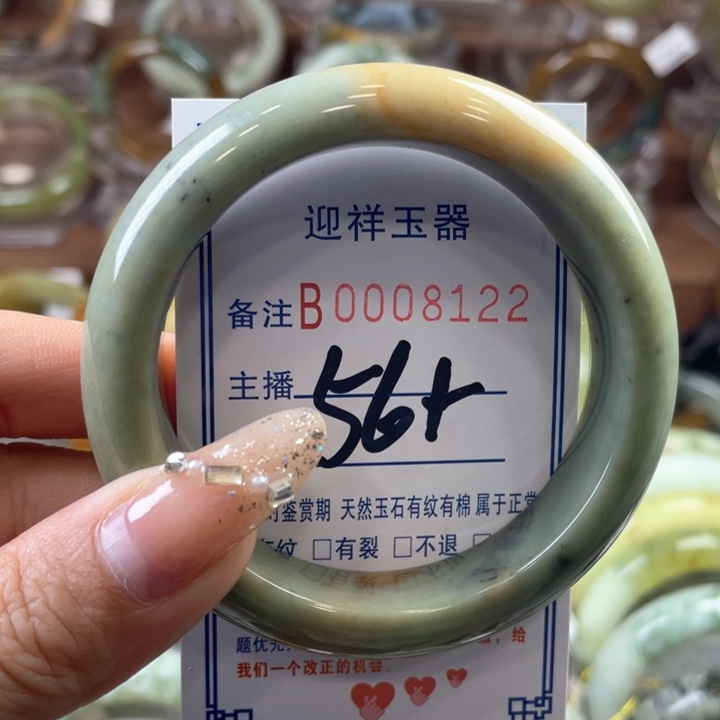 迎祥玉器
备注B0008122
主播 56+
鉴赏期 天然玉石有纹有棉 属于正常
纹 □有裂 □不退
题优先
给
我们一个改正的机会。